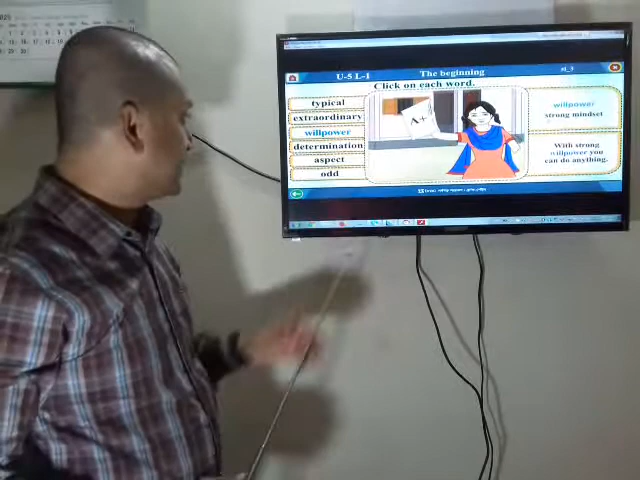 U-5 L-1
The beginning
Click on each word.
typical
extraordinary
willpower
determination
aspect
odd
A+
willpower
strong mindset
With strong
willpower you
can do anything.